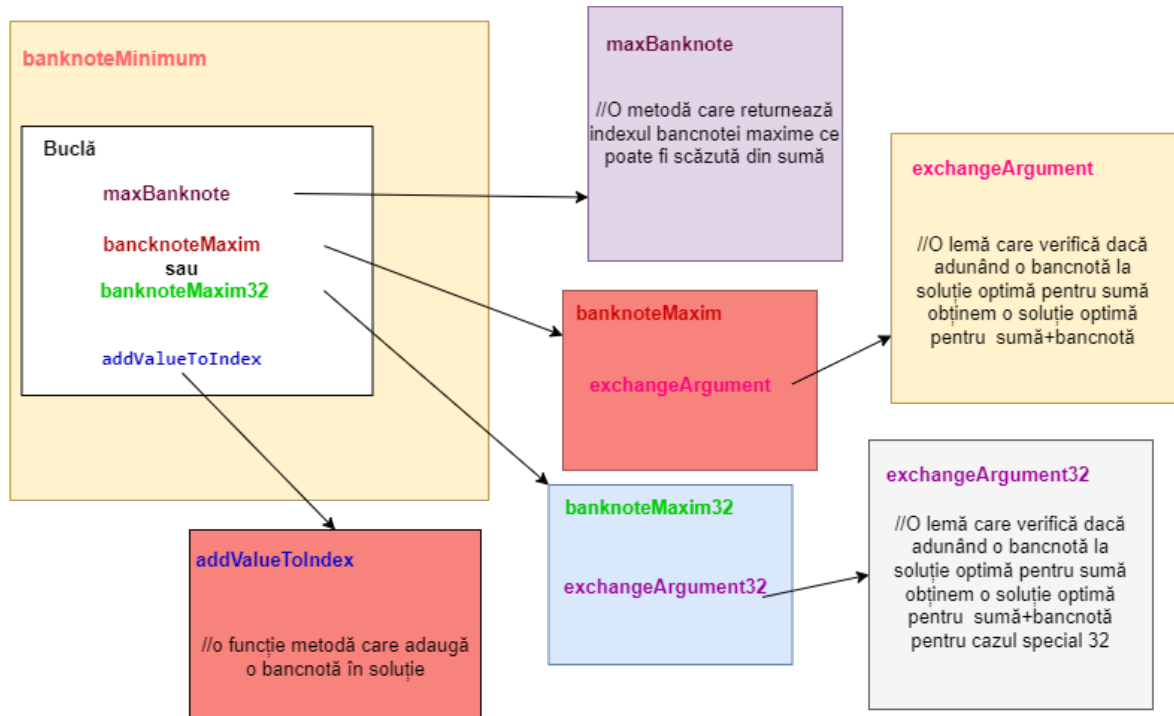 banknoteMinimum
Buclă
maxBanknote
bancknoteMaxim
sau
banknoteMaxim32
addValueToIndex
maxBanknote
//O metodă care returnează
indexul bancnotei maxime ce
poate fi scăzută din sumă
exchangeArgument
//O lemă care verifică dacă
adunând o bancnotă la
soluție optimă pentru sumă
obținem o soluție optimă
pentru sumă+bancnotă
banknoteMaxim
exchangeArgument
banknoteMaxim32
exchangeArgument32
exchangeArgument32
//O lemă care verifică dacă
adunând o bancnotă la
soluție optimă pentru sumă
obținem o soluție optimă
pentru sumă+bancnotă
pentru cazul special 32
addValueToIndex
//o funcție metodă care adaugă
o bancnotă în soluție